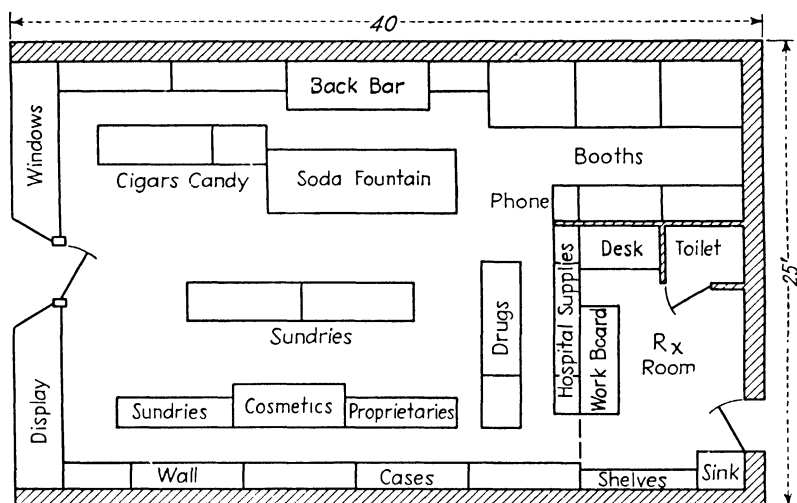 40
Back Bar
Windows
Booths
Cigars Candy
Soda Fountain
Phone
Desk
Toilet
25'
Hospital Supplies
Drugs
Sundries
Work Board
Rx
Room
Sundries
Cosmetics
Proprietaries
Display
Wall
Cases
Shelves
Sink